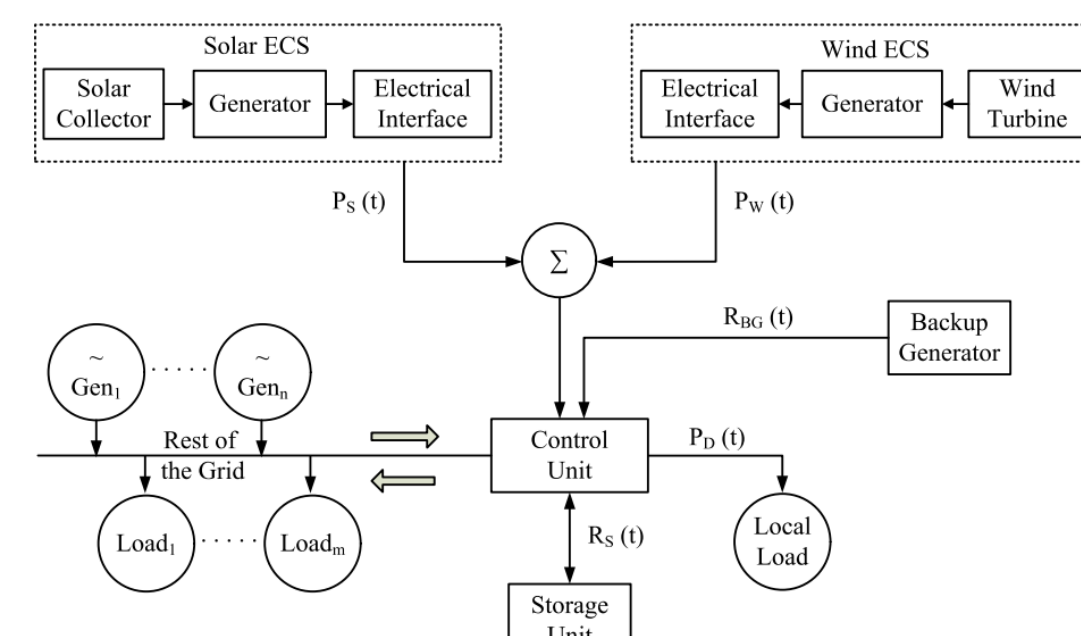 Solar ECS
Solar
Collector
Generator
Electrical
Interface
Wind ECS
Electrical
Interface
Generator
Wind
Turbine
P_S (t)
P_W (t)
∑
R_BG (t)
Backup
Generator
~
Gen_1
. . . . .
~
Gen_n
Rest of
the Grid
Control
Unit
P_D (t)
Load_1
. . . . .
Load_m
R_S (t)
Local
Load
Storage
Unit